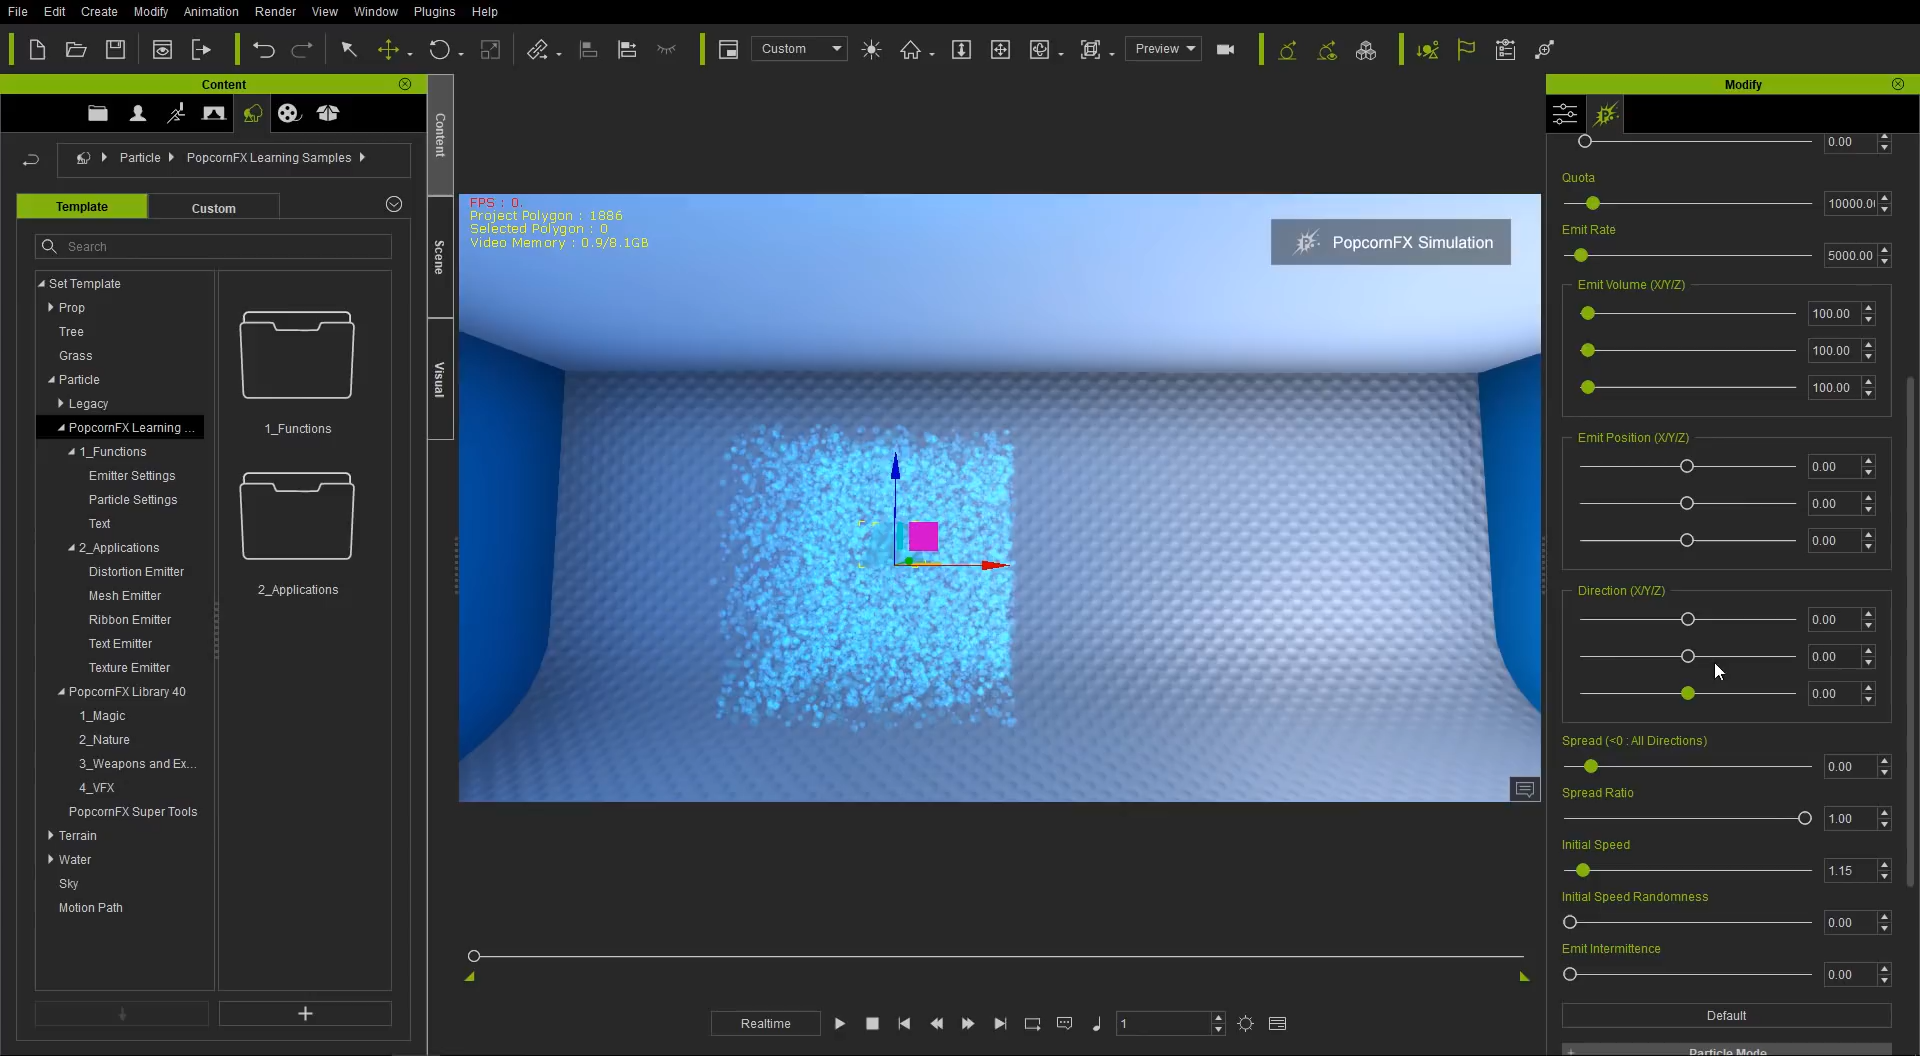 File Edit Create Modify Animation Render View Window Plugins Help
Custom
Preview
Content
Particle PopcornFX Learning Samples
Template Custom
Search
Set Template
Prop
Tree
Grass
Particle
Legacy
PopcornFX Learning ...
1_Functions
Emitter Settings
Particle Settings
Text
2_Applications
Distortion Emitter
Mesh Emitter
Ribbon Emitter
Text Emitter
Texture Emitter
PopcornFX Library 40
1_Magic
2_Nature
3_Weapons and Ex...
4_VFX
PopcornFX Super Tools
Terrain
Water
Sky
Motion Path
1_Functions
2_Applications
Content
Scene
Visual
FPS : 0.
Project Polygon : 1886
Selected Polygon : 0
Video Memory : 0.9/8.1GB
PopcornFX Simulation
Realtime
1
Modify
0.00
Quota
10000.0
Emit Rate
5000.00
Emit Volume (X/Y/Z)
100.00
100.00
100.00
Emit Position (X/Y/Z)
0.00
0.00
0.00
Direction (X/Y/Z)
0.00
0.00
0.00
Spread (<0 : All Directions)
0.00
Spread Ratio
1.00
Initial Speed
1.15
Initial Speed Randomness
0.00
Emit Intermittence
0.00
Default
Particle Mode